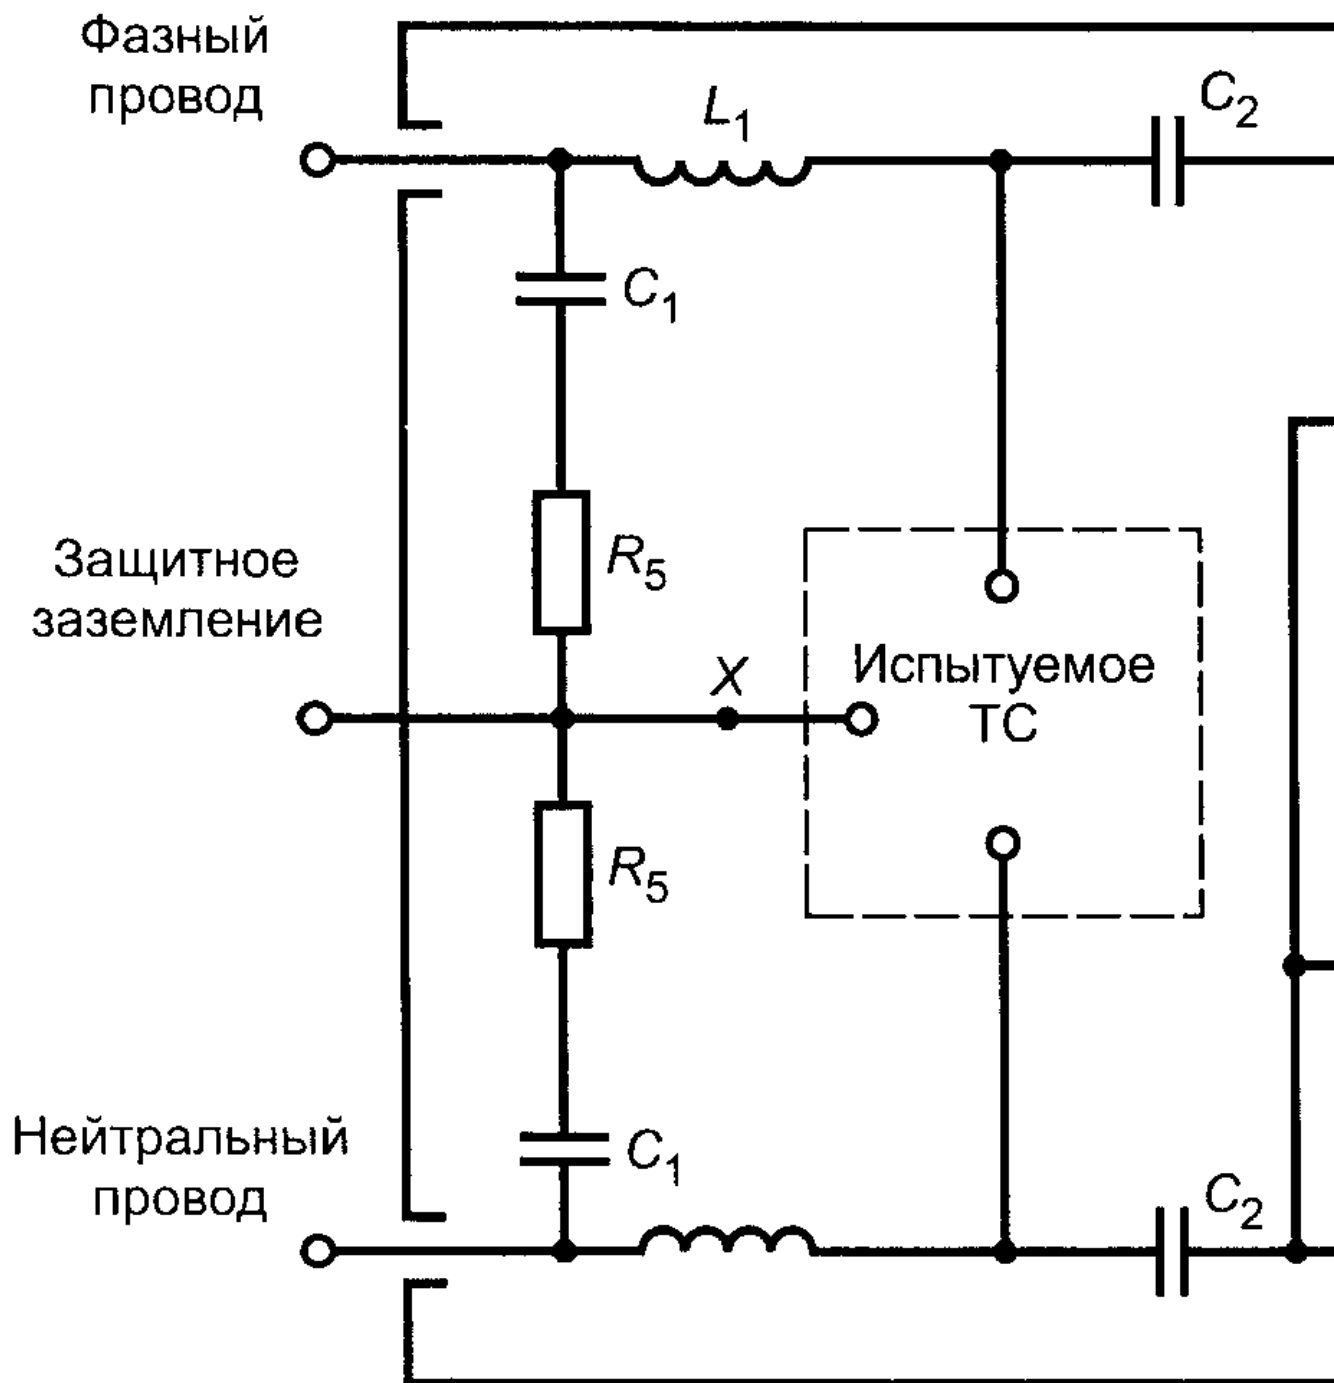 Фазный
провод
L1
C2
C1
R5
Защитное
заземление
X
Испытуемое
ТС
R5
Нейтральный
провод
C1
C2